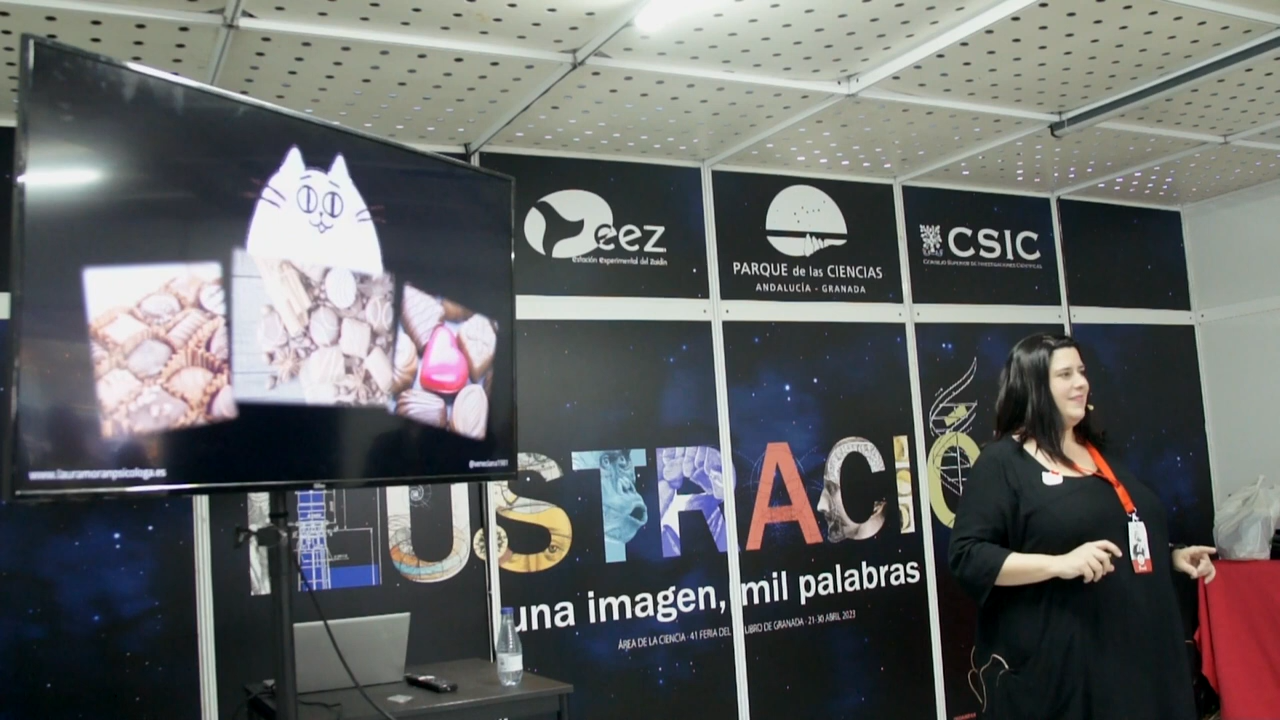 eez
Estación Experimental del Zaidín
PARQUE de las CIENCIAS
ANDALUCÍA - GRANADA
CSIC
CONSEJO SUPERIOR DE INVESTIGACIONES CIENTÍFICAS
www.lauramoranpsicologa.es
ILUSTRACIÓ
una imagen, mil palabras
ÁREA DE LA CIENCIA · 41 FERIA DEL LIBRO DE GRANADA · 21-30 ABRIL 2023